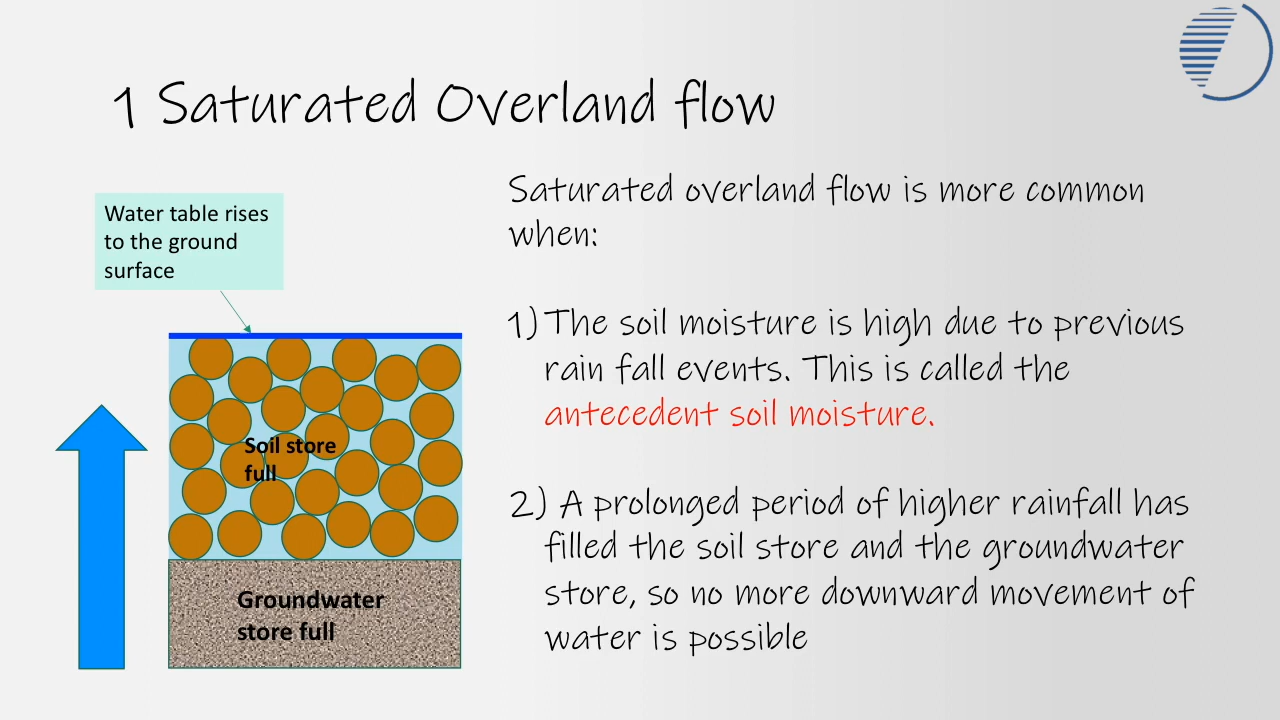 1 Saturated Overland flow
Water table rises
to the ground
surface
Soil store
full
Groundwater
store full
Saturated overland flow is more common
when:
1) The soil moisture is high due to previous
rain fall events. This is called the
antecedent soil moisture.
2) A prolonged period of higher rainfall has
filled the soil store and the groundwater
store, so no more downward movement of
water is possible